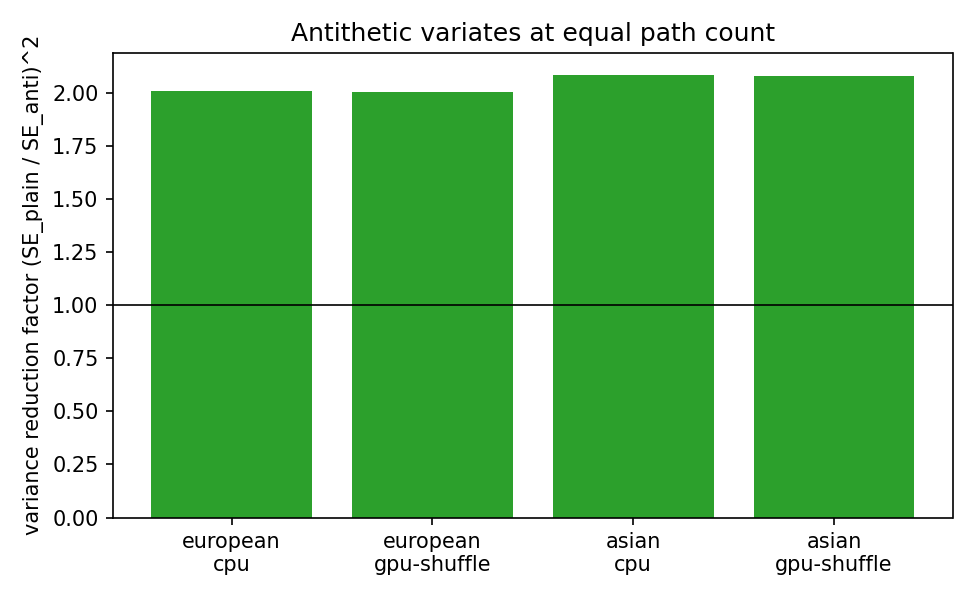 Antithetic variates at equal path count
variance reduction factor (SE_plain / SE_anti)^2
2.00
1.75
1.50
1.25
1.00
0.75
0.50
0.25
0.00
european
cpu
european
gpu-shuffle
asian
cpu
asian
gpu-shuffle